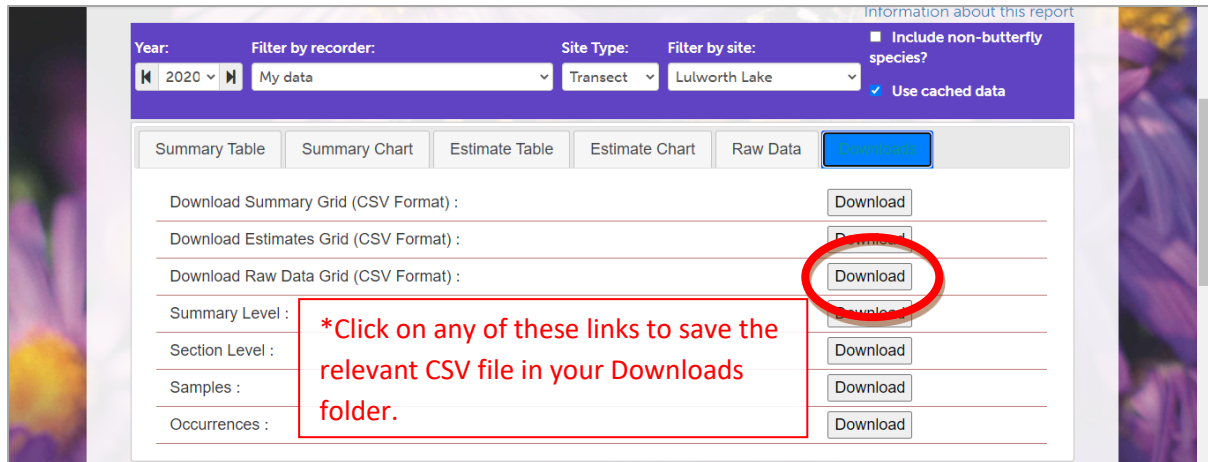 Information about this report
Year:
Filter by recorder:
Site Type:
Filter by site:
Include non-butterfly
species?
2020
My data
Transect
Lulworth Lake
Use cached data
Summary Table
Summary Chart
Estimate Table
Estimate Chart
Raw Data
Downloads
Download Summary Grid (CSV Format) :
Download
Download Estimates Grid (CSV Format) :
Download
Download Raw Data Grid (CSV Format) :
Download
Summary Level :
Download
Section Level :
Download
Samples :
Download
Occurrences :
Download
*Click on any of these links to save the
relevant CSV file in your Downloads
folder.